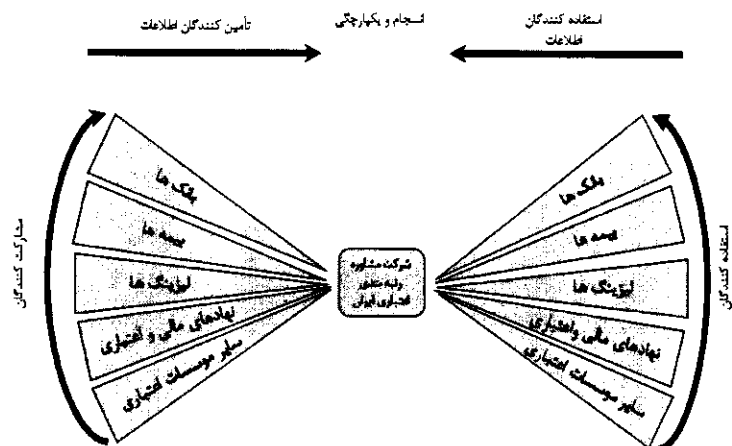 استفاده کنندگان
اطلاعات
انسجام و یکپارچگی
تأمین کنندگان اطلاعات
بانک ها
بیمه ها
لیزینگ ها
نهادهای مالی واعتباری
سایر موسسات اعتباری
استفاده کنندگان
شرکت مشاوره
رتبه بندی
اعتباری ایران
بانک ها
بیمه ها
لیزینگ ها
نهادهای مالی و اعتباری
سایر موسسات اعتباری
مشارکت کنندگان